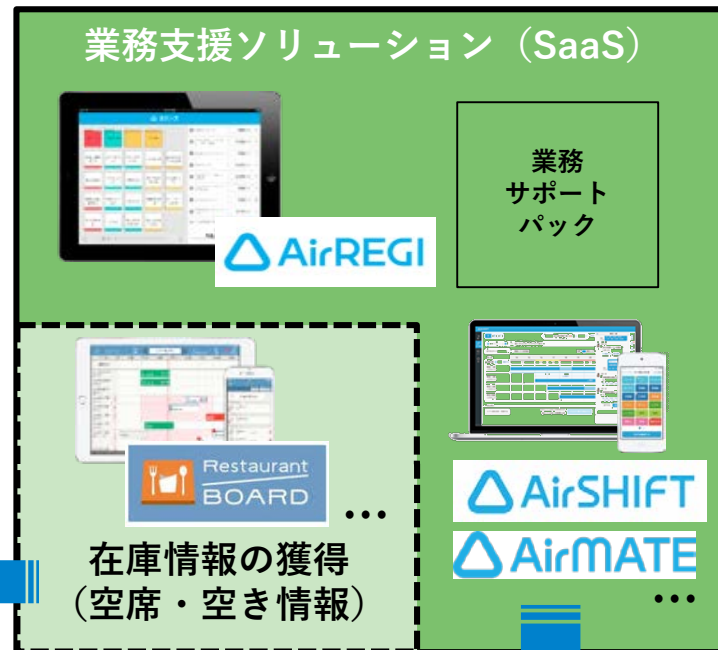 業務支援ソリューション（SaaS）
業務
サポート
パック
AirREGI
Restaurant
BOARD
…
在庫情報の獲得
（空席・空き情報）
AirSHIFT
AirMATE
…